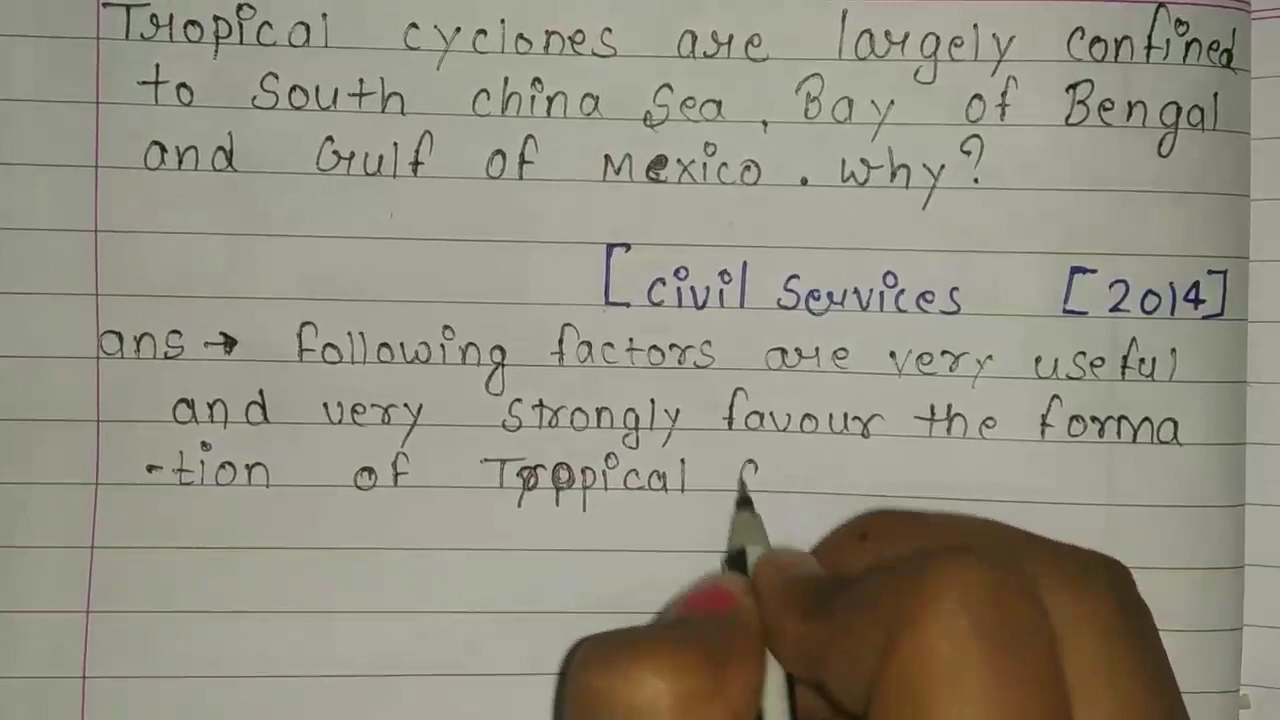 Tropical cyclones are largely confined
to South china Sea, Bay of Bengal
and Gulf of Mexico. Why?
[Civil Services [2014]
ans → following factors are very useful
and very strongly favour the forma
-tion of Tropical